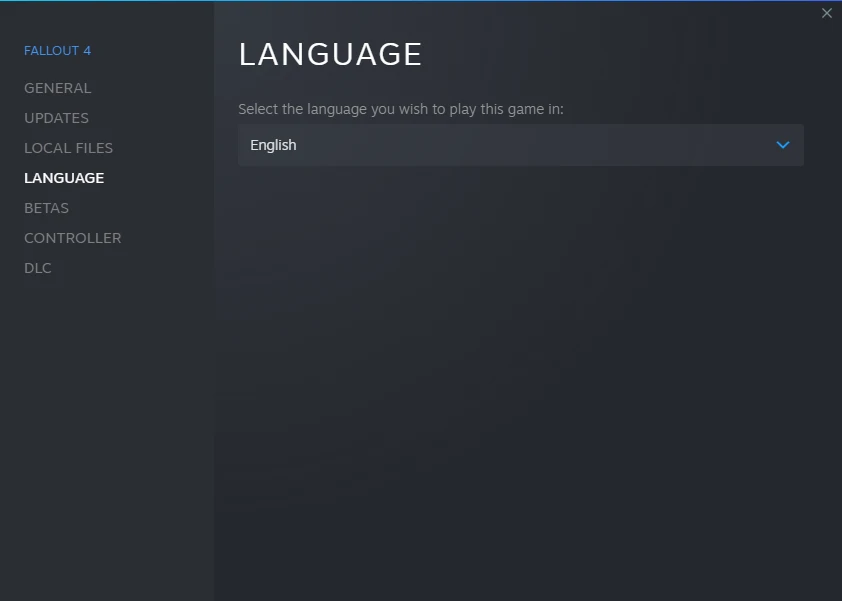 FALLOUT 4
GENERAL
UPDATES
LOCAL FILES
LANGUAGE
BETAS
CONTROLLER
DLC
LANGUAGE
Select the language you wish to play this game in:
English